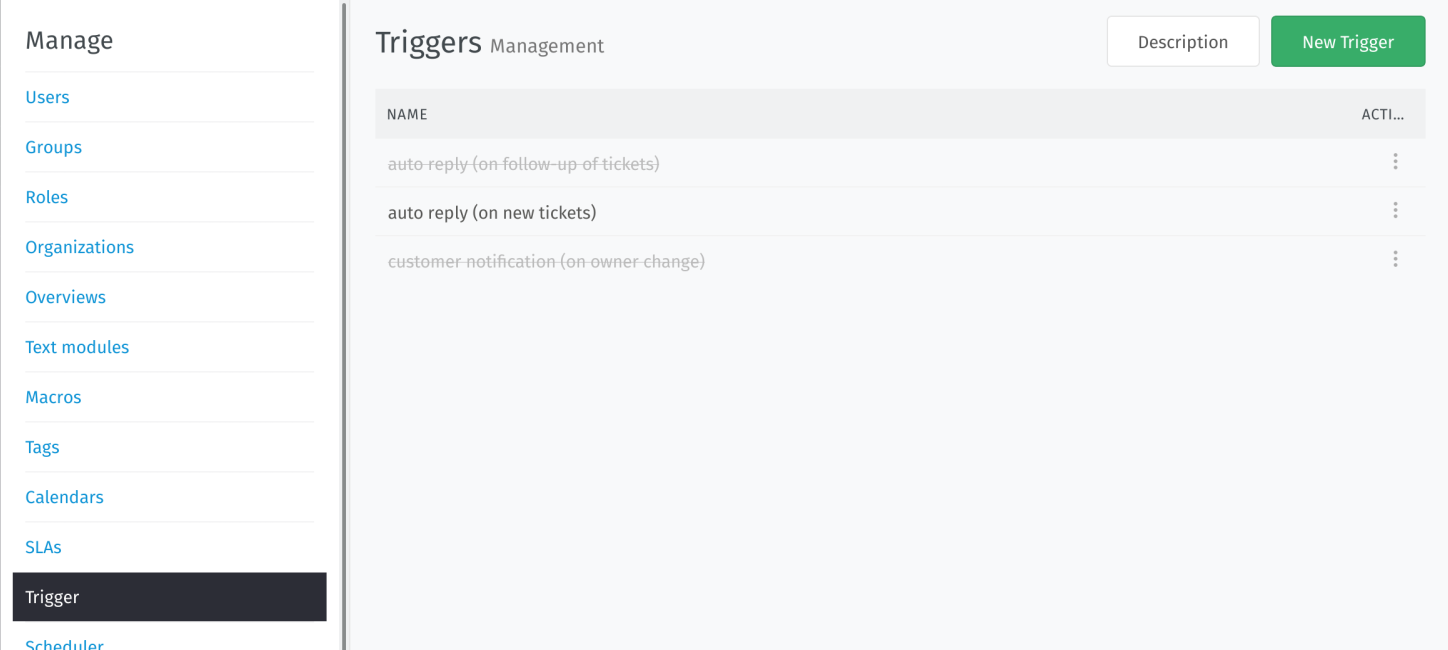 Manage
Users
Groups
Roles
Organizations
Overviews
Text modules
Macros
Tags
Calendars
SLAs
Trigger
Scheduler
Triggers Management
Description
New Trigger
NAME ACTI...
auto reply (on follow-up of tickets)
auto reply (on new tickets)
customer notification (on owner change)